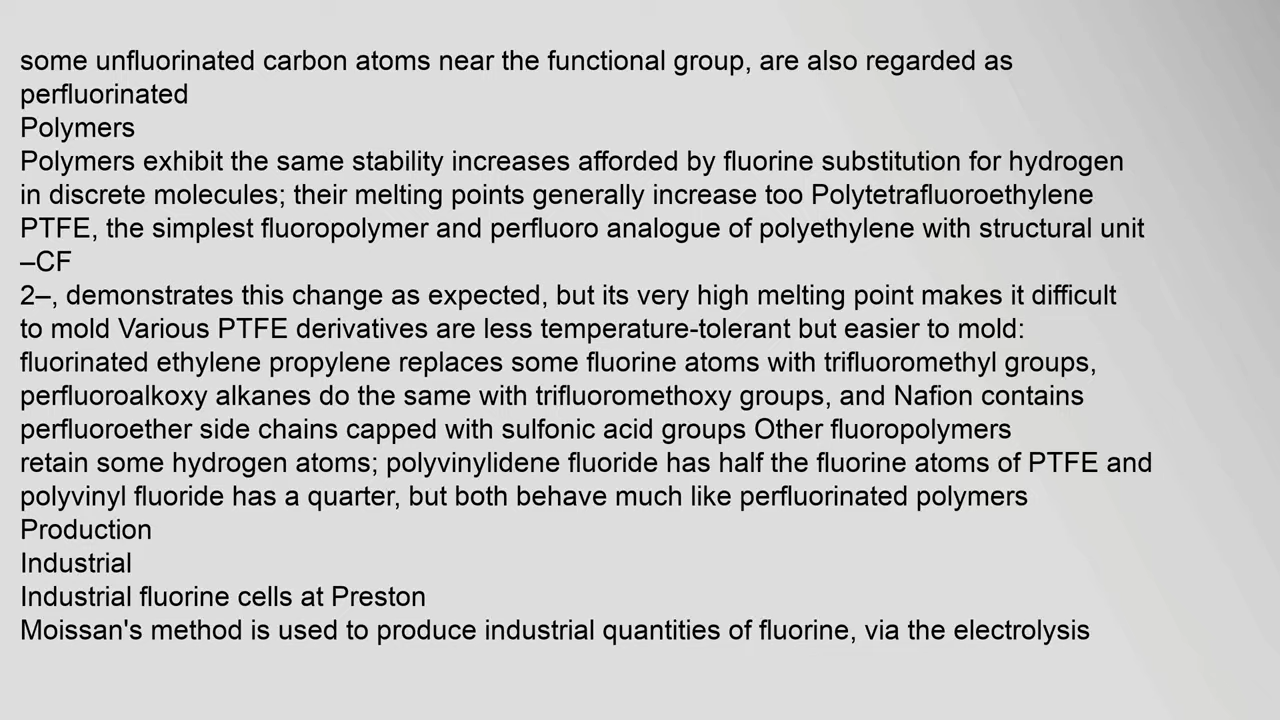 some unfluorinated carbon atoms near the functional group, are also regarded as
perfluorinated
Polymers
Polymers exhibit the same stability increases afforded by fluorine substitution for hydrogen
in discrete molecules; their melting points generally increase too Polytetrafluoroethylene
PTFE, the simplest fluoropolymer and perfluoro analogue of polyethylene with structural unit
–CF
2–, demonstrates this change as expected, but its very high melting point makes it difficult
to mold Various PTFE derivatives are less temperature-tolerant but easier to mold:
fluorinated ethylene propylene replaces some fluorine atoms with trifluoromethyl groups,
perfluoroalkoxy alkanes do the same with trifluoromethoxy groups, and Nafion contains
perfluoroether side chains capped with sulfonic acid groups Other fluoropolymers
retain some hydrogen atoms; polyvinylidene fluoride has half the fluorine atoms of PTFE and
polyvinyl fluoride has a quarter, but both behave much like perfluorinated polymers
Production
Industrial
Industrial fluorine cells at Preston
Moissan's method is used to produce industrial quantities of fluorine, via the electrolysis